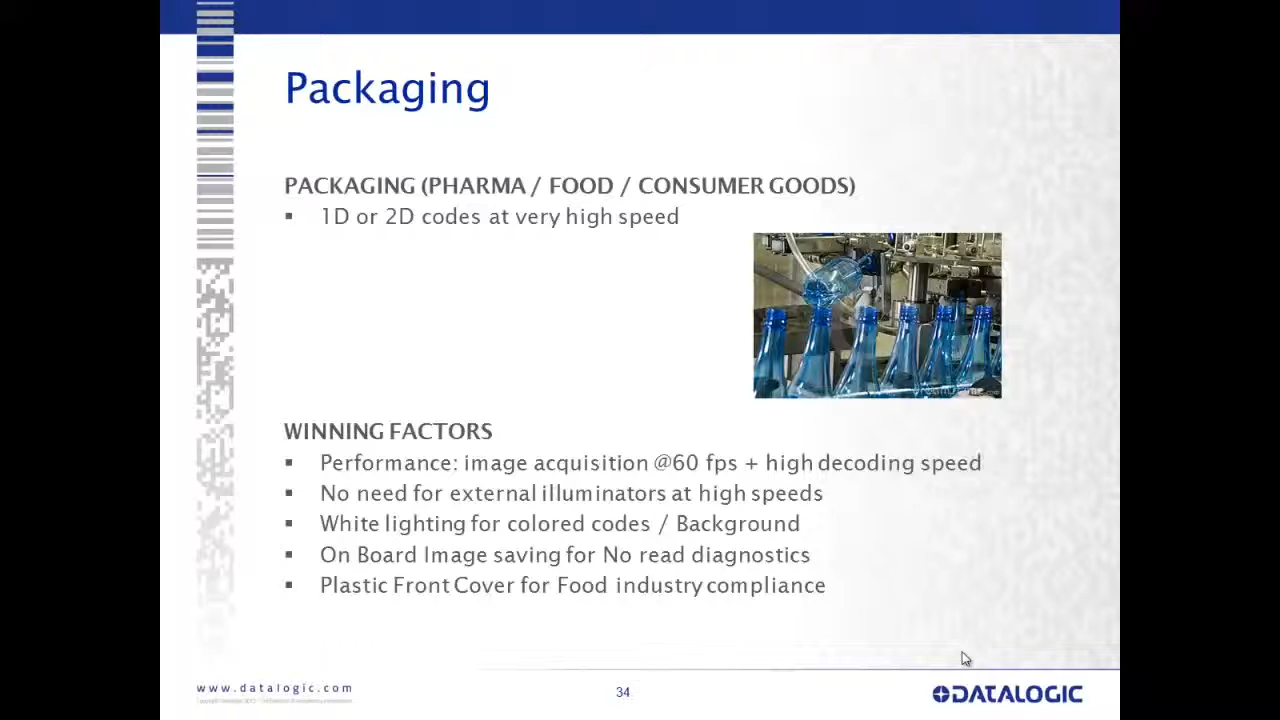 Packaging
PACKAGING (PHARMA / FOOD / CONSUMER GOODS)
▪ 1D or 2D codes at very high speed
WINNING FACTORS
▪ Performance: image acquisition @60 fps + high decoding speed
▪ No need for external illuminators at high speeds
▪ White lighting for colored codes / Background
▪ On Board Image saving for No read diagnostics
▪ Plastic Front Cover for Food industry compliance
www.datalogic.com
34
DATALOGIC